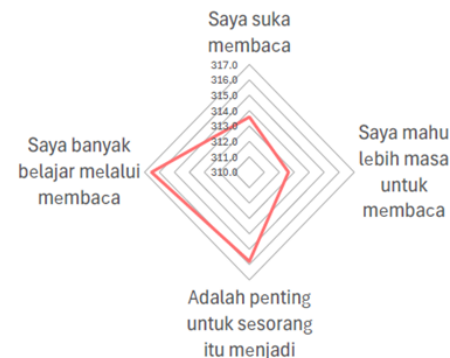 Saya suka
membaca
317.0
316.0
315.0
314.0
313.0
312.0
311.0
310.0
Saya mahu
lebih masa
untuk
membaca
Adalah penting
untuk sesorang
itu menjadi
Saya banyak
belajar melalui
membaca